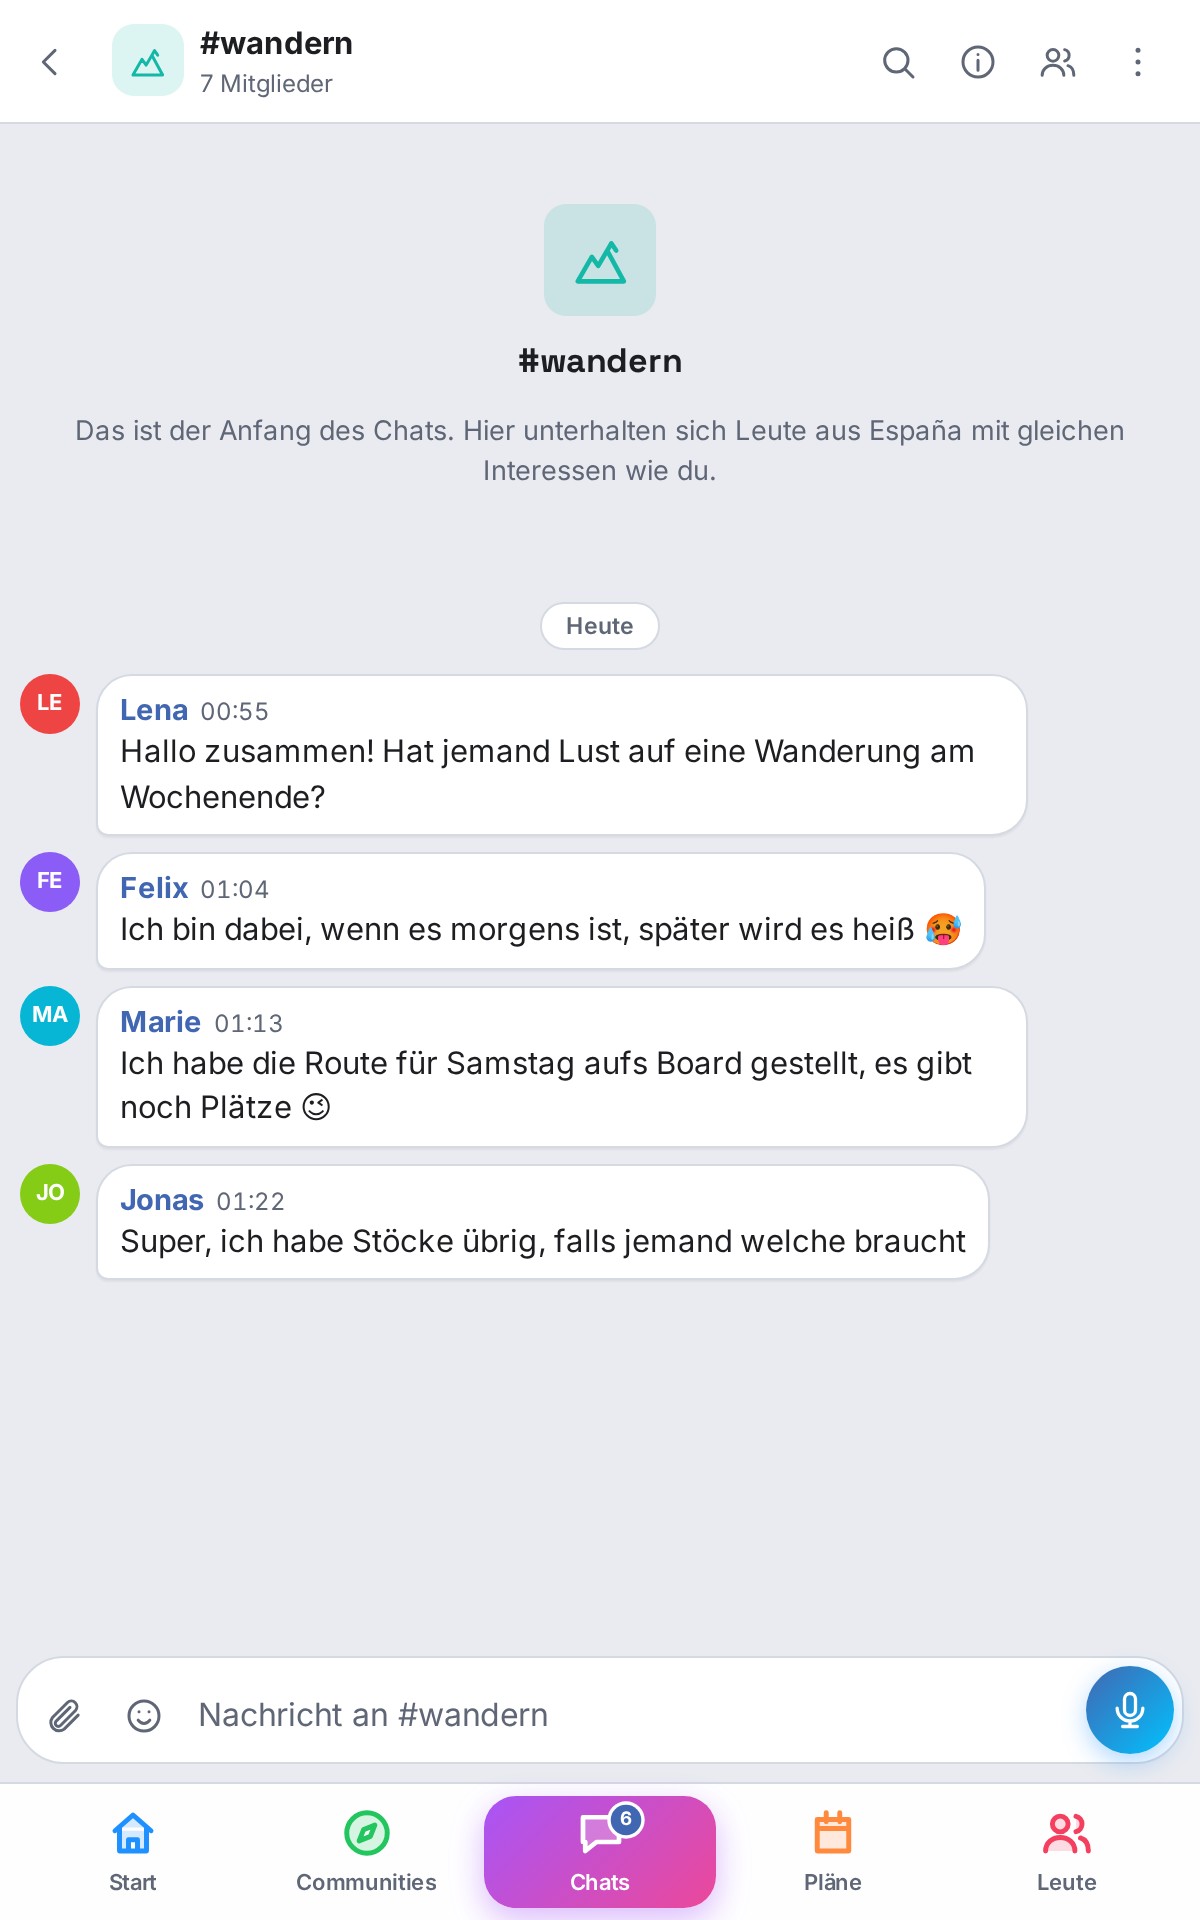 #wandern
7 Mitglieder
#wandern
Das ist der Anfang des Chats. Hier unterhalten sich Leute aus España mit gleichen
Interessen wie du.
Heute
LE
Lena 00:55
Hallo zusammen! Hat jemand Lust auf eine Wanderung am
Wochenende?
FE
Felix 01:04
Ich bin dabei, wenn es morgens ist, später wird es heiß 🥵
MA
Marie 01:13
Ich habe die Route für Samstag aufs Board gestellt, es gibt
noch Plätze 😉
JO
Jonas 01:22
Super, ich habe Stöcke übrig, falls jemand welche braucht
Nachricht an #wandern
6
Start
Communities
Chats
Pläne
Leute